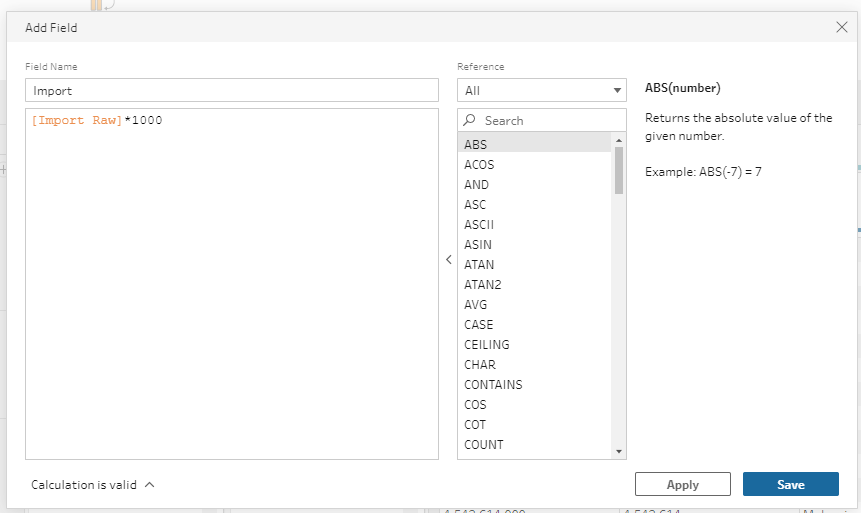 Add Field
Field Name
Import
[Import Raw]*1000
Reference
All
Search
ABS
ACOS
AND
ASC
ASCII
ASIN
ATAN
ATAN2
AVG
CASE
CEILING
CHAR
CONTAINS
COS
COT
COUNT
ABS(number)
Returns the absolute value of the
given number.
Example: ABS(-7) = 7
Calculation is valid
Apply
Save